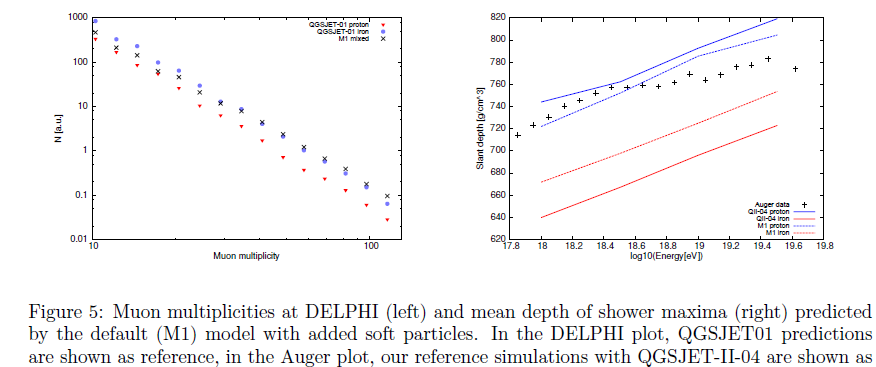 1000
100
10
1
0.1
0.01
10
100
N [a.u.]
Muon multiplicity
QGSJET-01 proton
QGSJET-01 iron
M1 mixed
820
800
780
760
740
720
700
680
660
640
620
17.8 18 18.2 18.4 18.6 18.8 19 19.2 19.4 19.6 19.8
Slant depth [g/cm^3]
log10(Energy[eV])
Auger data
QII-04 proton
QII-04 iron
M1 proton
M1 iron
Figure 5: Muon multiplicities at DELPHI (left) and mean depth of shower maxima (right) predicted
by the default (M1) model with added soft particles. In the DELPHI plot, QGSJET01 predictions
are shown as reference, in the Auger plot, our reference simulations with QGSJET-II-04 are shown as